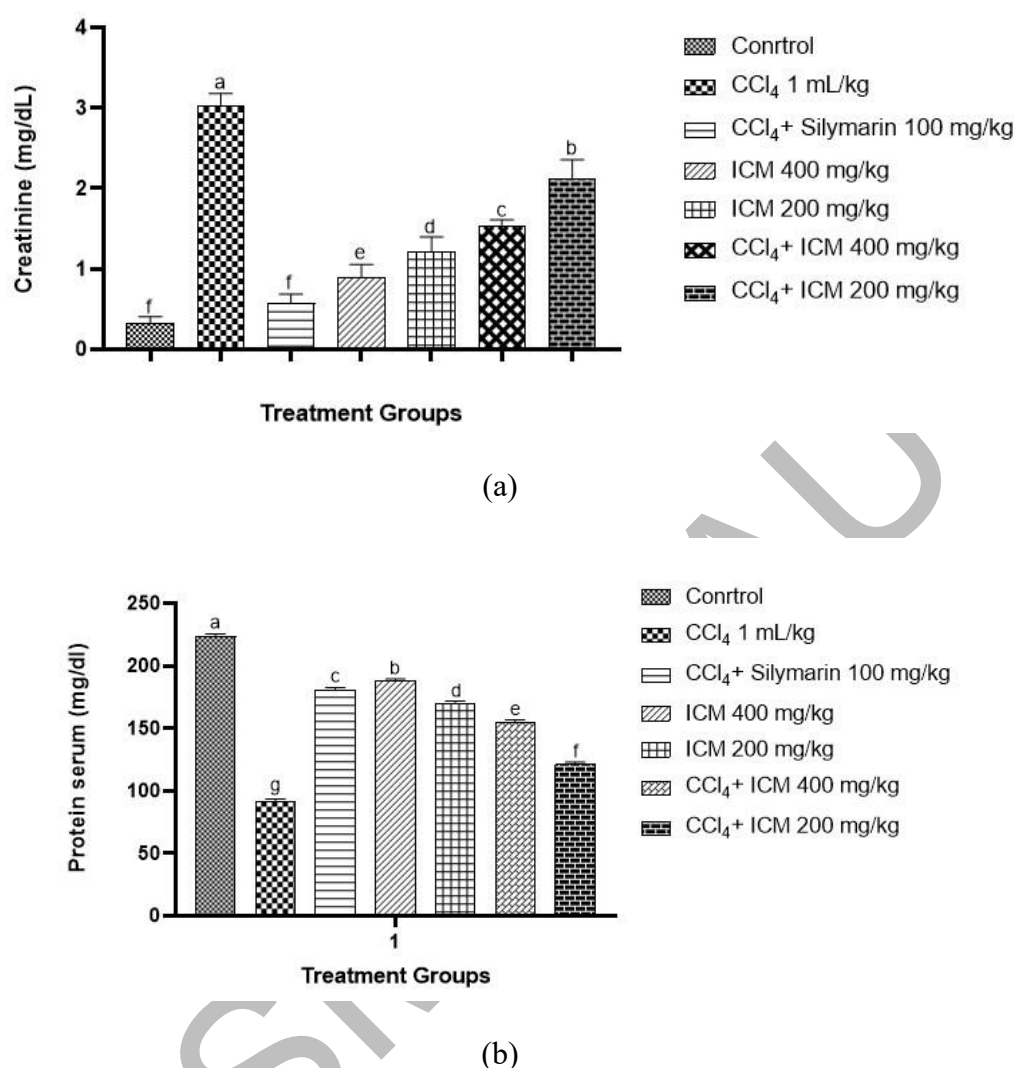 4
3
2
1
0
Creatinine (mg/dL)
f
a
f
e
d
c
b
Treatment Groups
Conrtrol
CCl₄ 1 mL/kg
CCl₄+ Silymarin 100 mg/kg
ICM 400 mg/kg
ICM 200 mg/kg
CCl₄+ ICM 400 mg/kg
CCl₄+ ICM 200 mg/kg
(a)
250
200
150
100
50
0
Protein serum (mg/dl)
a
g
c
b
d
e
f
1
Treatment Groups
Conrtrol
CCl₄ 1 mL/kg
CCl₄+ Silymarin 100 mg/kg
ICM 400 mg/kg
ICM 200 mg/kg
CCl₄+ ICM 400 mg/kg
CCl₄+ ICM 200 mg/kg
(b)